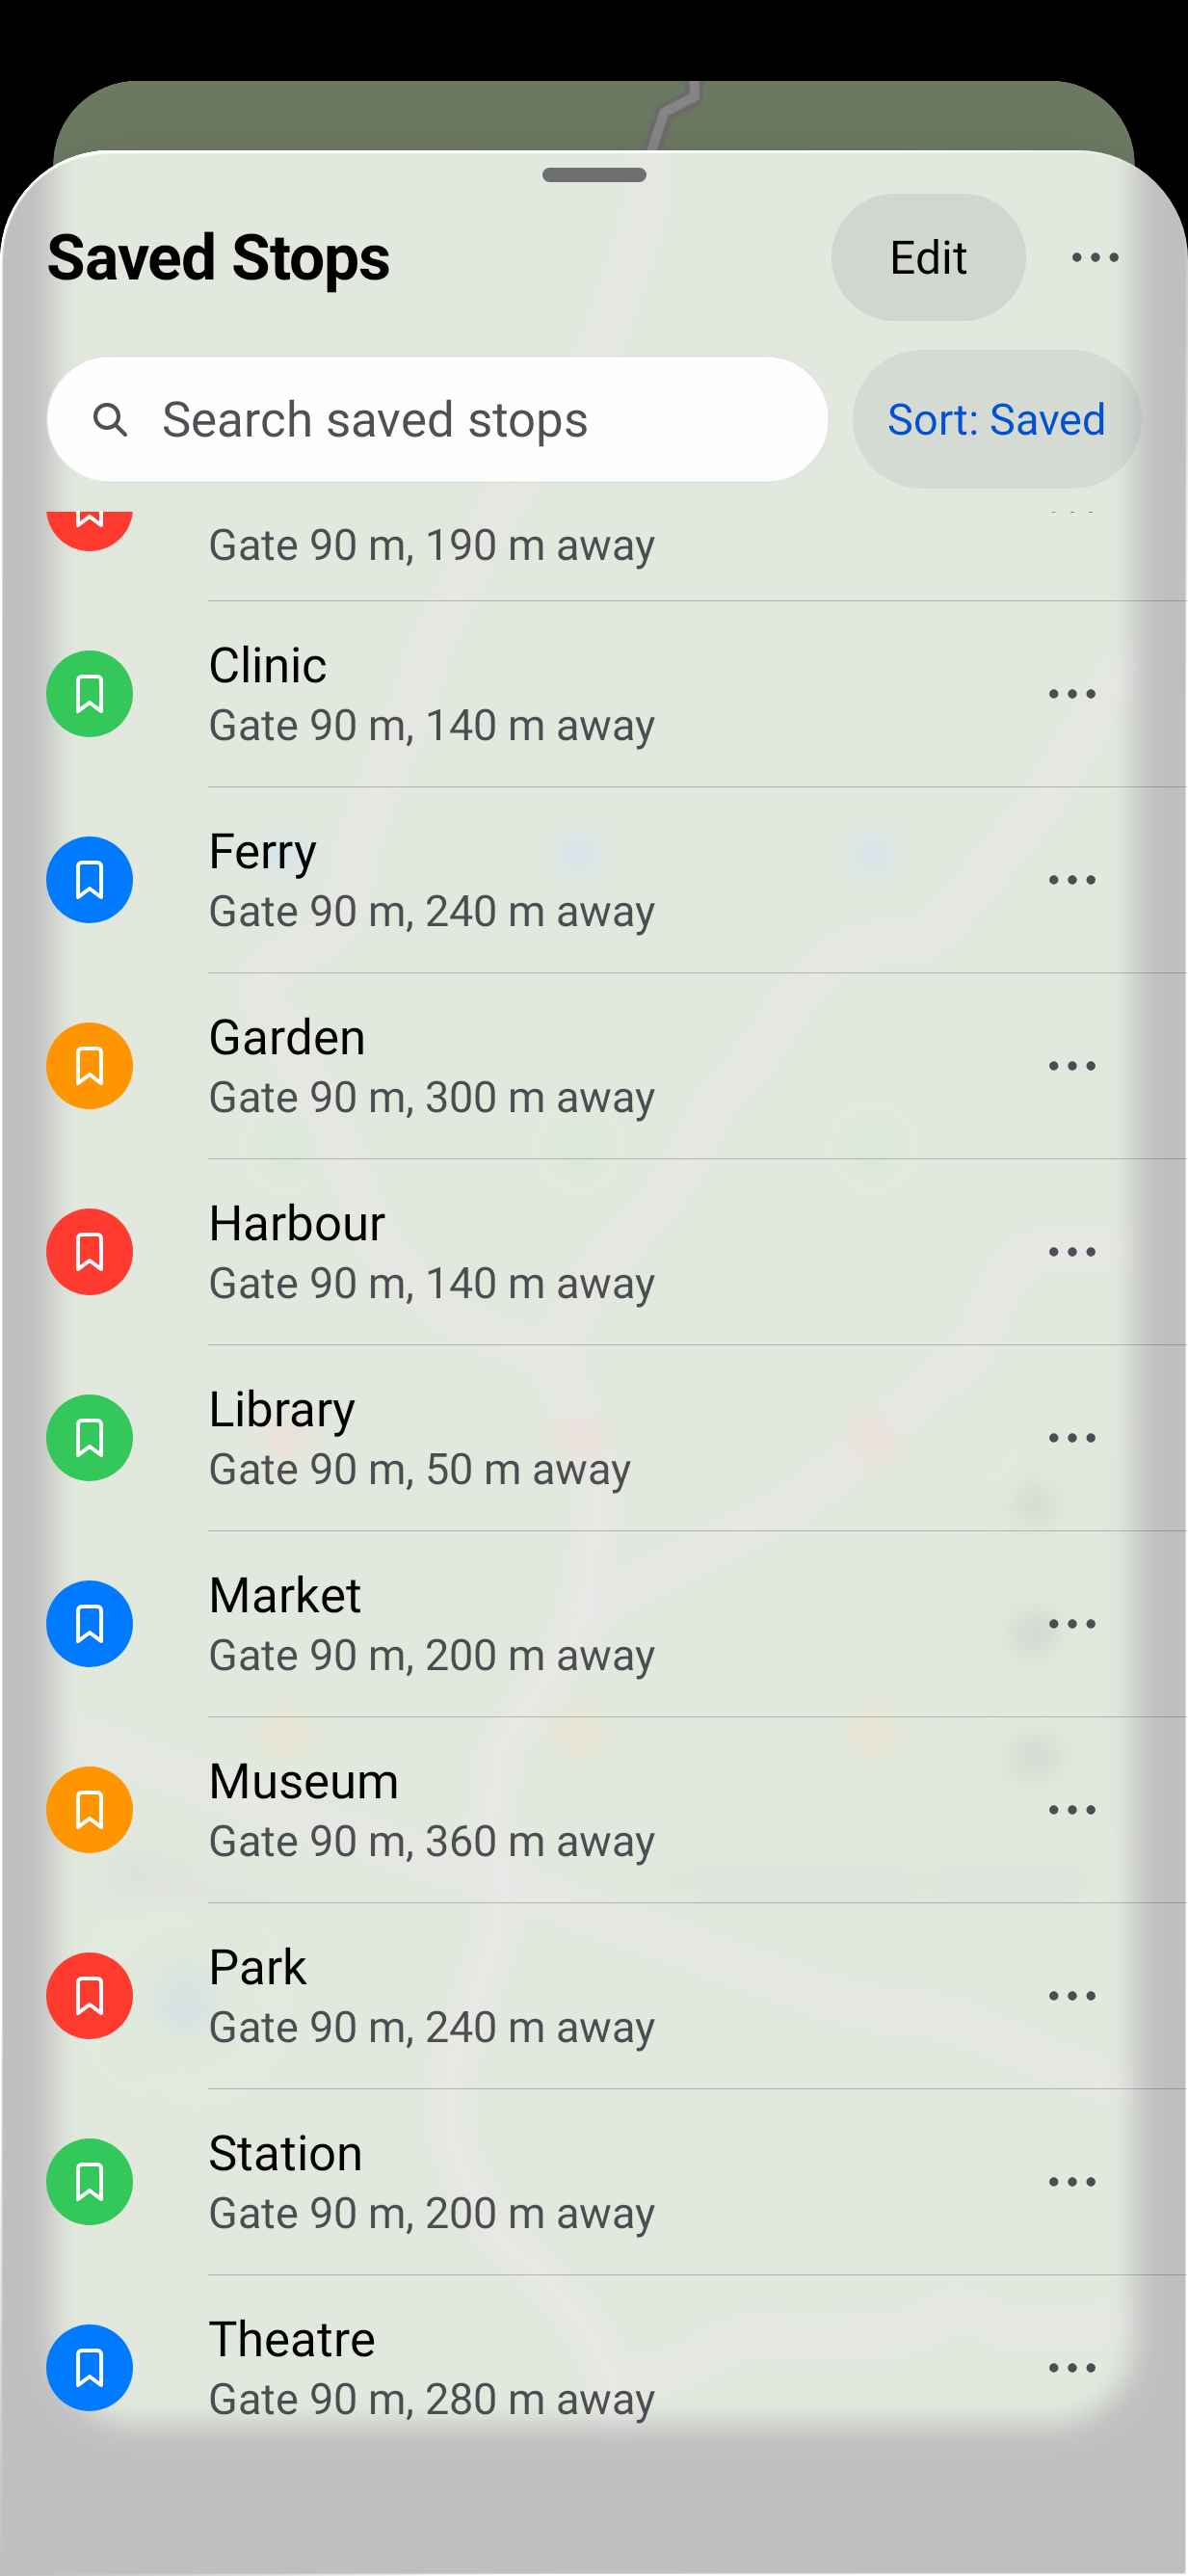 Saved Stops
Edit
Search saved stops
Sort: Saved
Gate 90 m, 190 m away
Clinic
Gate 90 m, 140 m away
Ferry
Gate 90 m, 240 m away
Garden
Gate 90 m, 300 m away
Harbour
Gate 90 m, 140 m away
Library
Gate 90 m, 50 m away
Market
Gate 90 m, 200 m away
Museum
Gate 90 m, 360 m away
Park
Gate 90 m, 240 m away
Station
Gate 90 m, 200 m away
Theatre
Gate 90 m, 280 m away